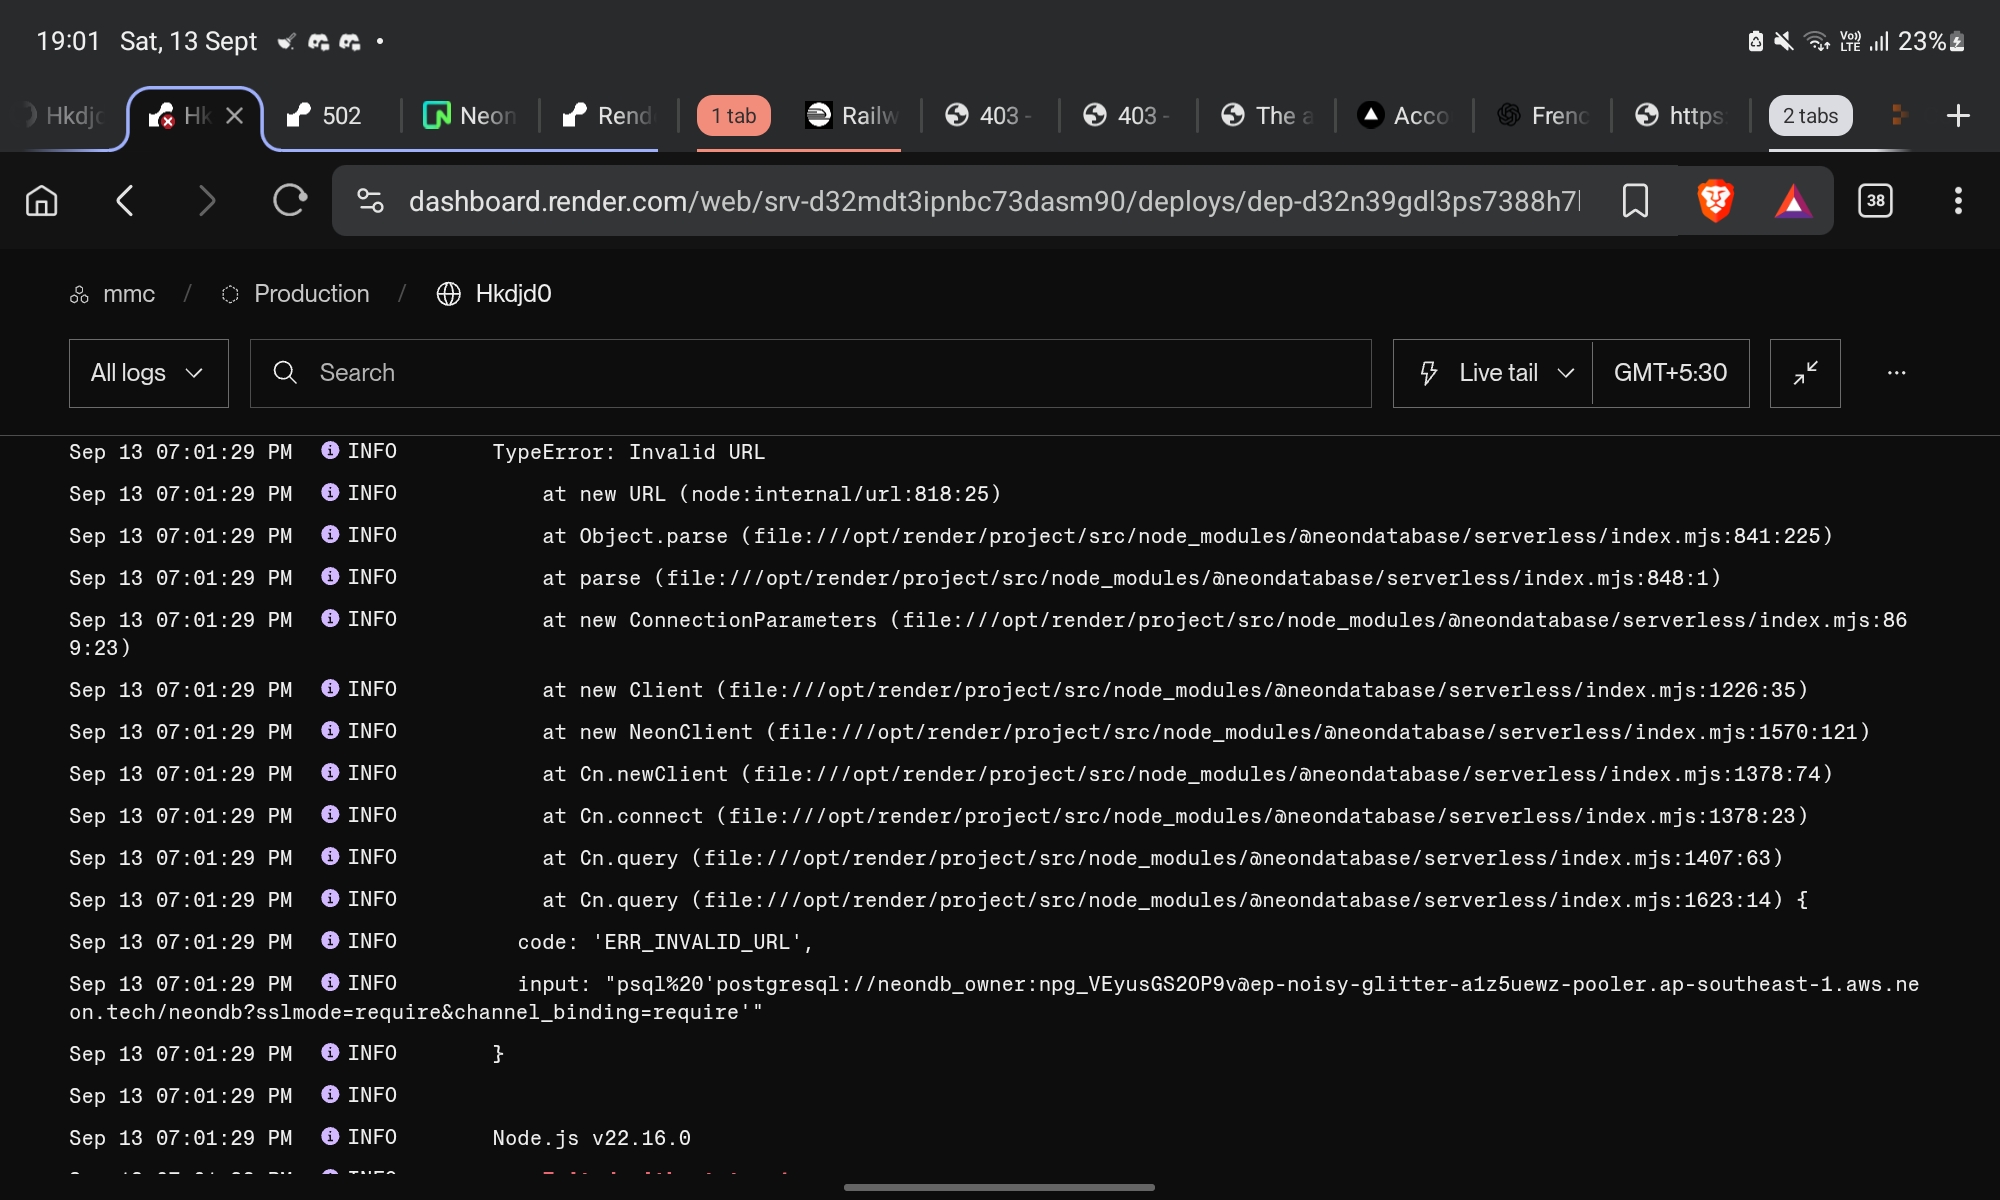 19:01 Sat, 13 Sept
Vo)) LTE 23%
Hkdjd Hk 502 Neon Rend 1 tab Railw 403 - 403 - The a Acco Frenc https: 2 tabs
dashboard.render.com/web/srv-d32mdt3ipnbc73dasm90/deploys/dep-d32n39gdl3ps7388h7l 38
mmc / Production / Hkdjd0
All logs Search Live tail GMT+5:30 ...
Sep 13 07:01:29 PM INFO TypeError: Invalid URL
Sep 13 07:01:29 PM INFO at new URL (node:internal/url:818:25)
Sep 13 07:01:29 PM INFO at Object.parse (file:///opt/render/project/src/node_modules/@neondatabase/serverless/index.mjs:841:225)
Sep 13 07:01:29 PM INFO at parse (file:///opt/render/project/src/node_modules/@neondatabase/serverless/index.mjs:848:1)
Sep 13 07:01:29 PM INFO at new ConnectionParameters (file:///opt/render/project/src/node_modules/@neondatabase/serverless/index.mjs:86
9:23)
Sep 13 07:01:29 PM INFO at new Client (file:///opt/render/project/src/node_modules/@neondatabase/serverless/index.mjs:1226:35)
Sep 13 07:01:29 PM INFO at new NeonClient (file:///opt/render/project/src/node_modules/@neondatabase/serverless/index.mjs:1570:121)
Sep 13 07:01:29 PM INFO at Cn.newClient (file:///opt/render/project/src/node_modules/@neondatabase/serverless/index.mjs:1378:74)
Sep 13 07:01:29 PM INFO at Cn.connect (file:///opt/render/project/src/node_modules/@neondatabase/serverless/index.mjs:1378:23)
Sep 13 07:01:29 PM INFO at Cn.query (file:///opt/render/project/src/node_modules/@neondatabase/serverless/index.mjs:1407:63)
Sep 13 07:01:29 PM INFO at Cn.query (file:///opt/render/project/src/node_modules/@neondatabase/serverless/index.mjs:1623:14) {
Sep 13 07:01:29 PM INFO code: 'ERR_INVALID_URL',
Sep 13 07:01:29 PM INFO input: "psql%20'postgresql://neondb_owner:npg_VEyusGS2OP9v@ep-noisy-glitter-a1z5uewz-pooler.ap-southeast-1.aws.ne
on.tech/neondb?sslmode=require&channel_binding=require'"
Sep 13 07:01:29 PM INFO }
Sep 13 07:01:29 PM INFO
Sep 13 07:01:29 PM INFO Node.js v22.16.0